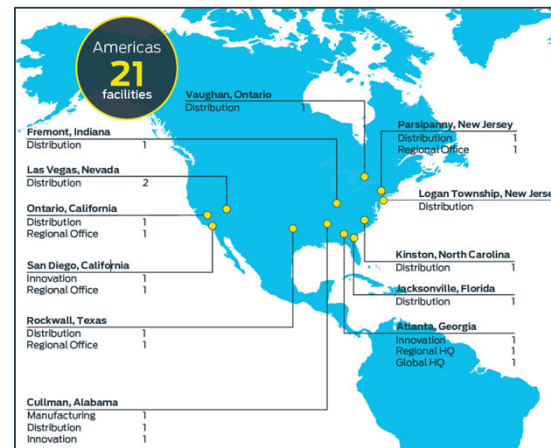 Americas
21
facilities
Vaughan, Ontario
Distribution 1
Fremont, Indiana
Distribution 1
Las Vegas, Nevada
Distribution 2
Ontario, California
Distribution 1
Regional Office 1
San Diego, California
Innovation 1
Regional Office 1
Rockwall, Texas
Distribution 1
Regional Office 1
Cullman, Alabama
Manufacturing 1
Distribution 1
Innovation 1
Parsipanny, New Jersey
Distribution 1
Regional Office 1
Logan Township, New Jerse
Distribution
Kinston, North Carolina
Distribution 1
Jacksonville, Florida
Distribution 1
Atlanta, Georgia
Innovation 1
Regional HQ 1
Global HQ 1